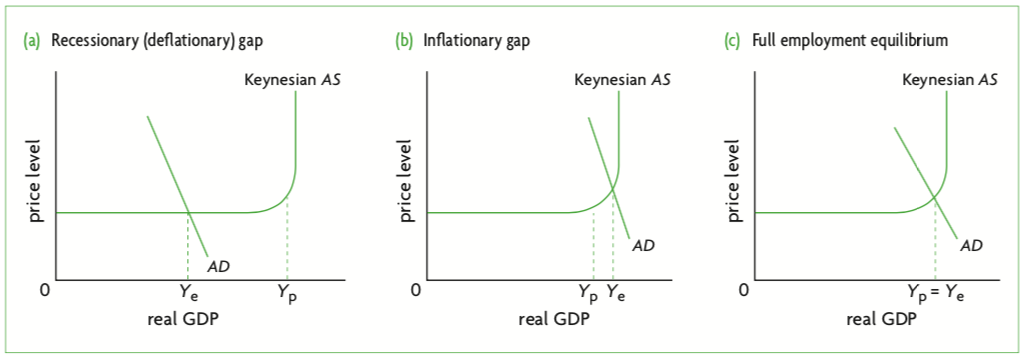 (a) Recessionary (deflationary) gap
Keynesian AS
price level
AD
0
Ye
Yp
real GDP
(b) Inflationary gap
Keynesian AS
price level
AD
0
Yp Ye
real GDP
(c) Full employment equilibrium
Keynesian AS
price level
AD
0
Yp = Ye
real GDP